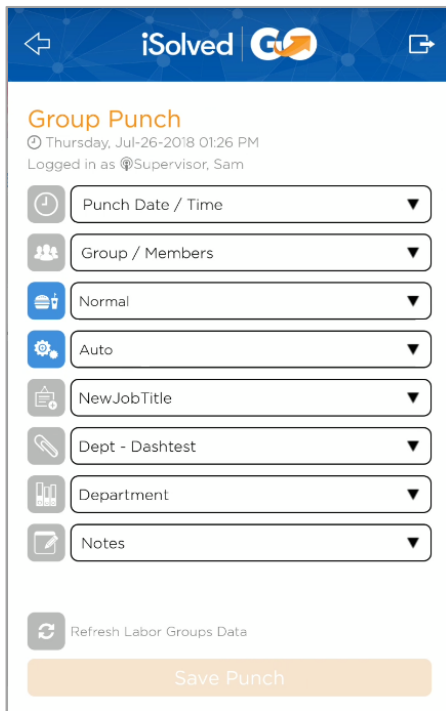 iSolved GO
Group Punch
Thursday, Jul-26-2018 01:26 PM
Logged in as Supervisor, Sam
Punch Date / Time
Group / Members
Normal
Auto
NewJobTitle
Dept - Dashtest
Department
Notes
Refresh Labor Groups Data
Save Punch